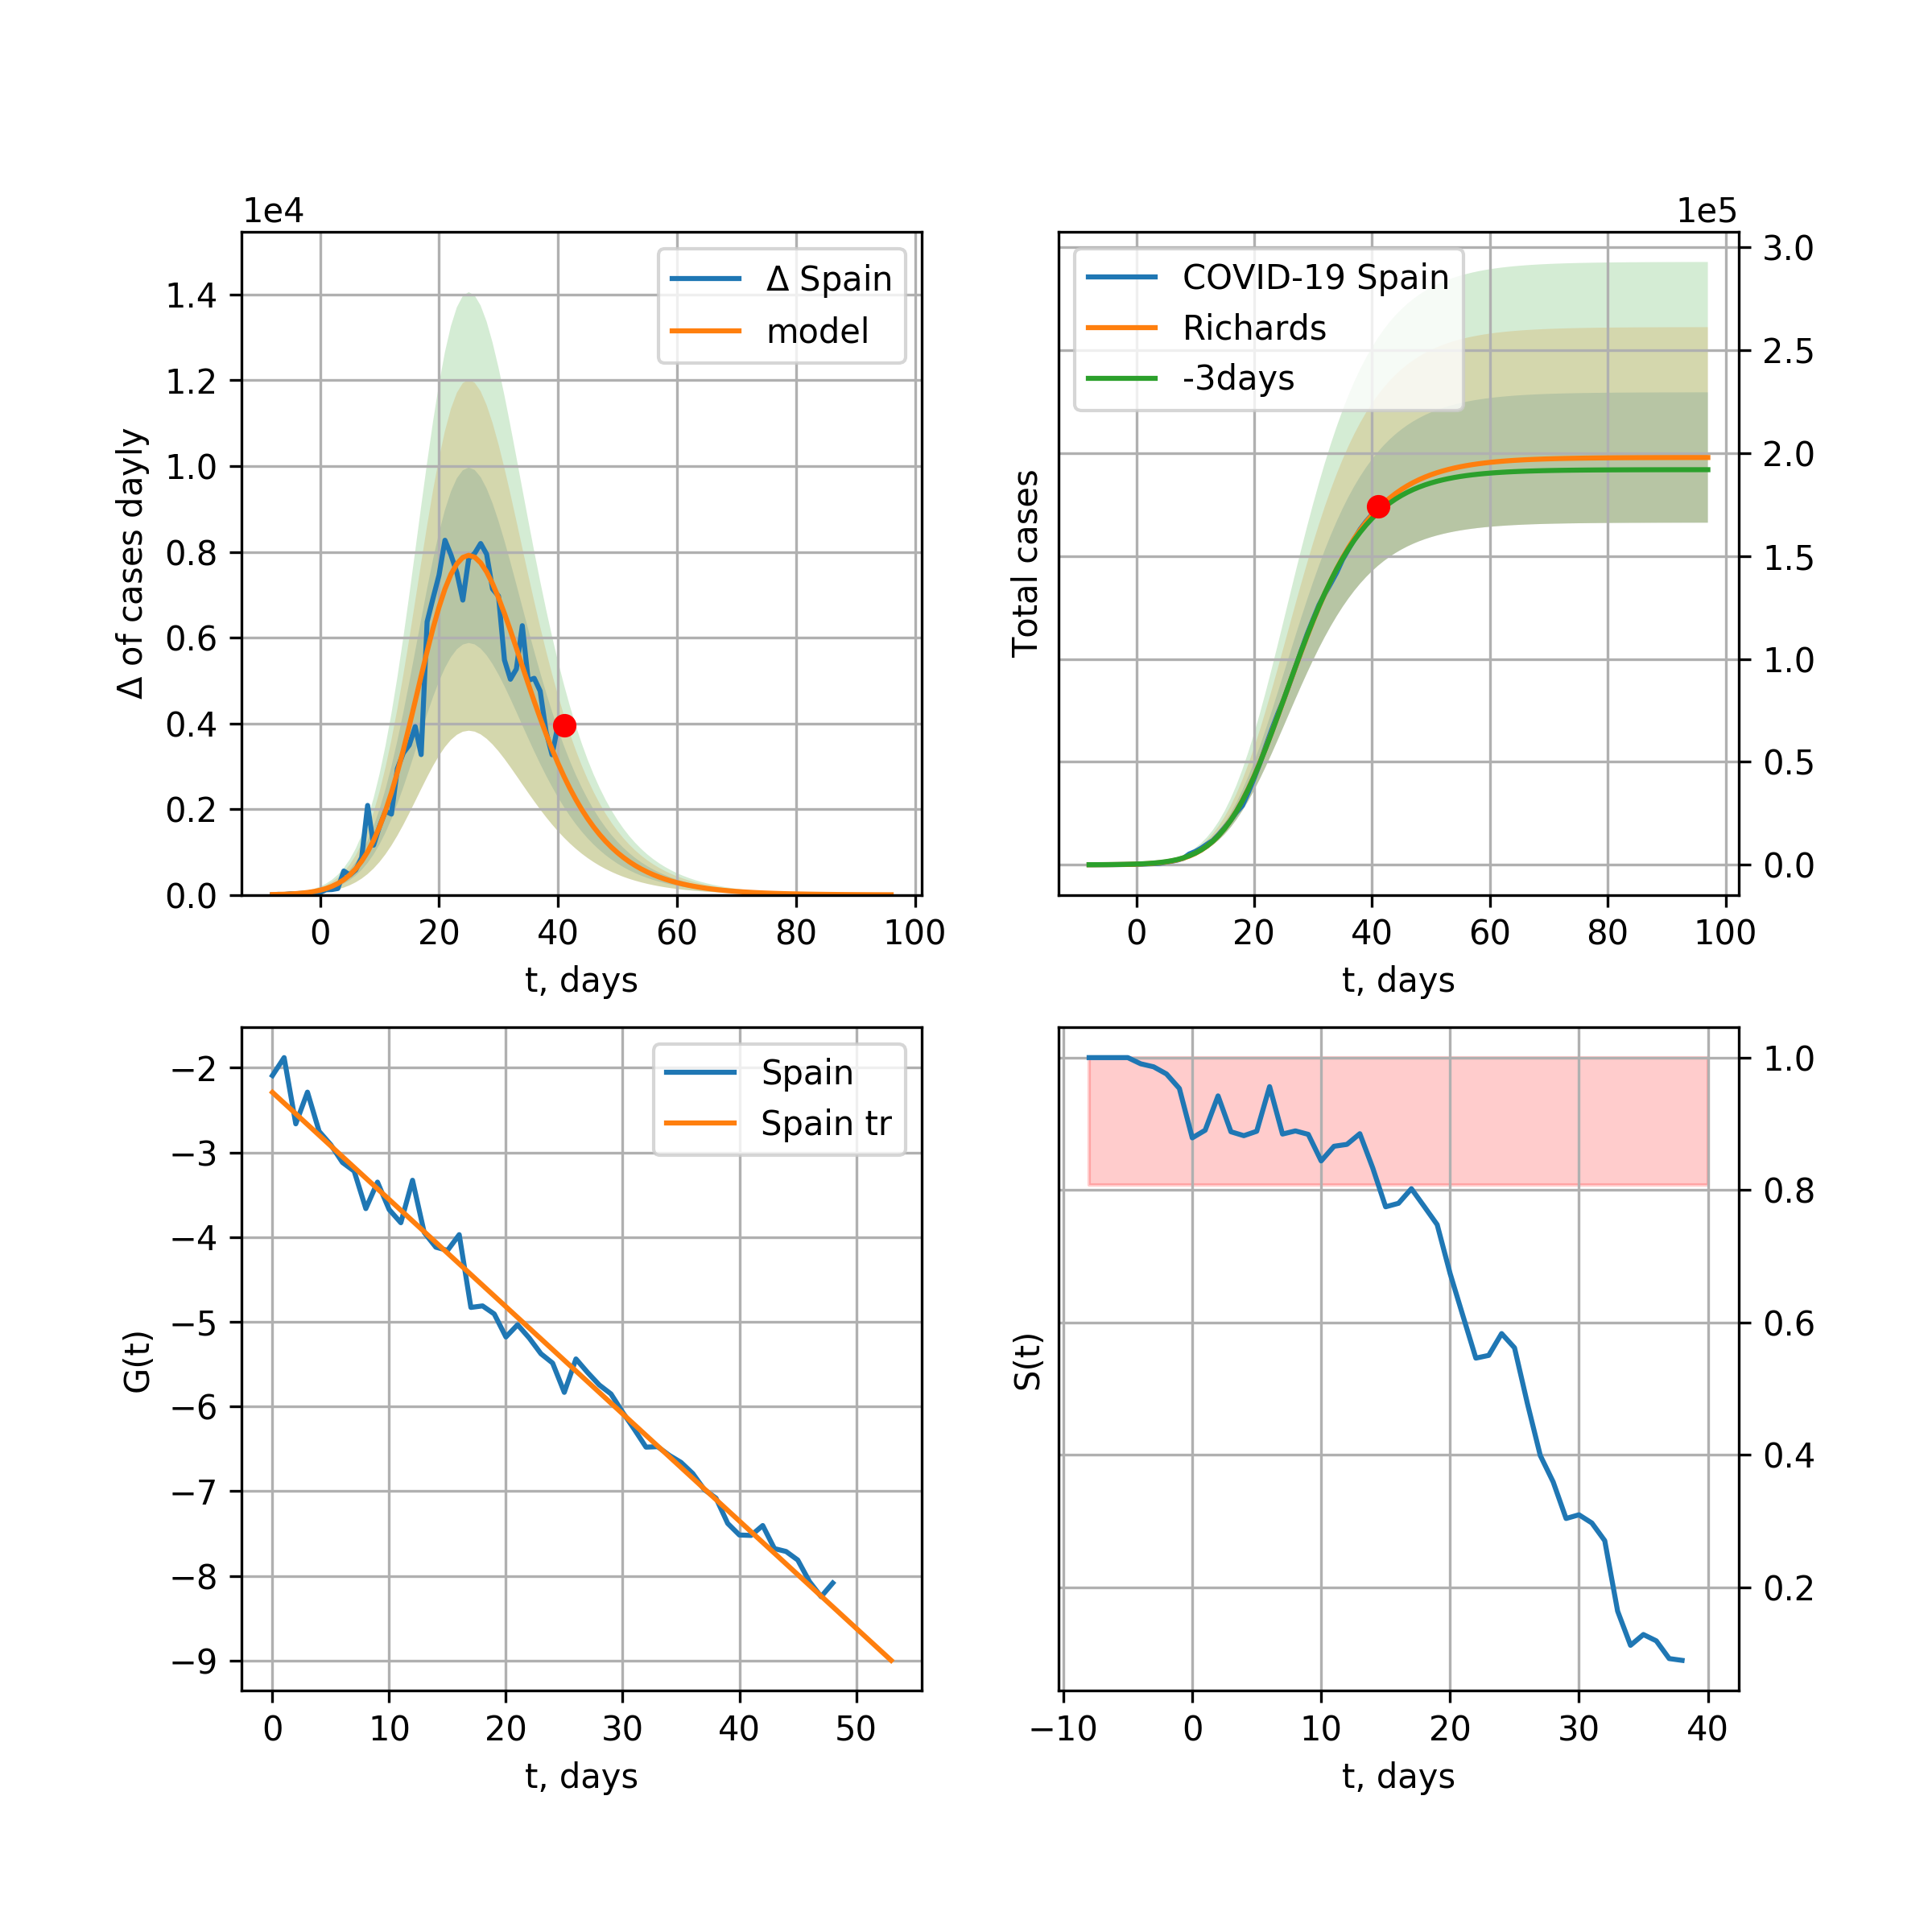 1e4
Δ Spain
model
1.4
1.2
1.0
0.8
0.6
0.4
0.2
0.0
Δ of cases dayly
0 20 40 60 80 100
t, days
1e5
COVID-19 Spain
Richards
-3days
3.0
2.5
2.0
1.5
1.0
0.5
0.0
Total cases
0 20 40 60 80 100
t, days
Spain
Spain tr
−2
−3
−4
−5
−6
−7
−8
−9
G(t)
0 10 20 30 40 50
t, days
1.0
0.8
0.6
0.4
0.2
S(t)
−10 0 10 20 30 40
t, days